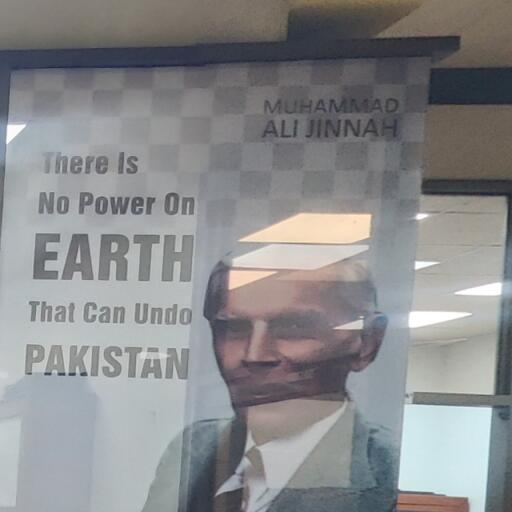 MUHAMMAD
ALI JINNAH
There Is
No Power On
EARTH
That Can Undo
PAKISTAN